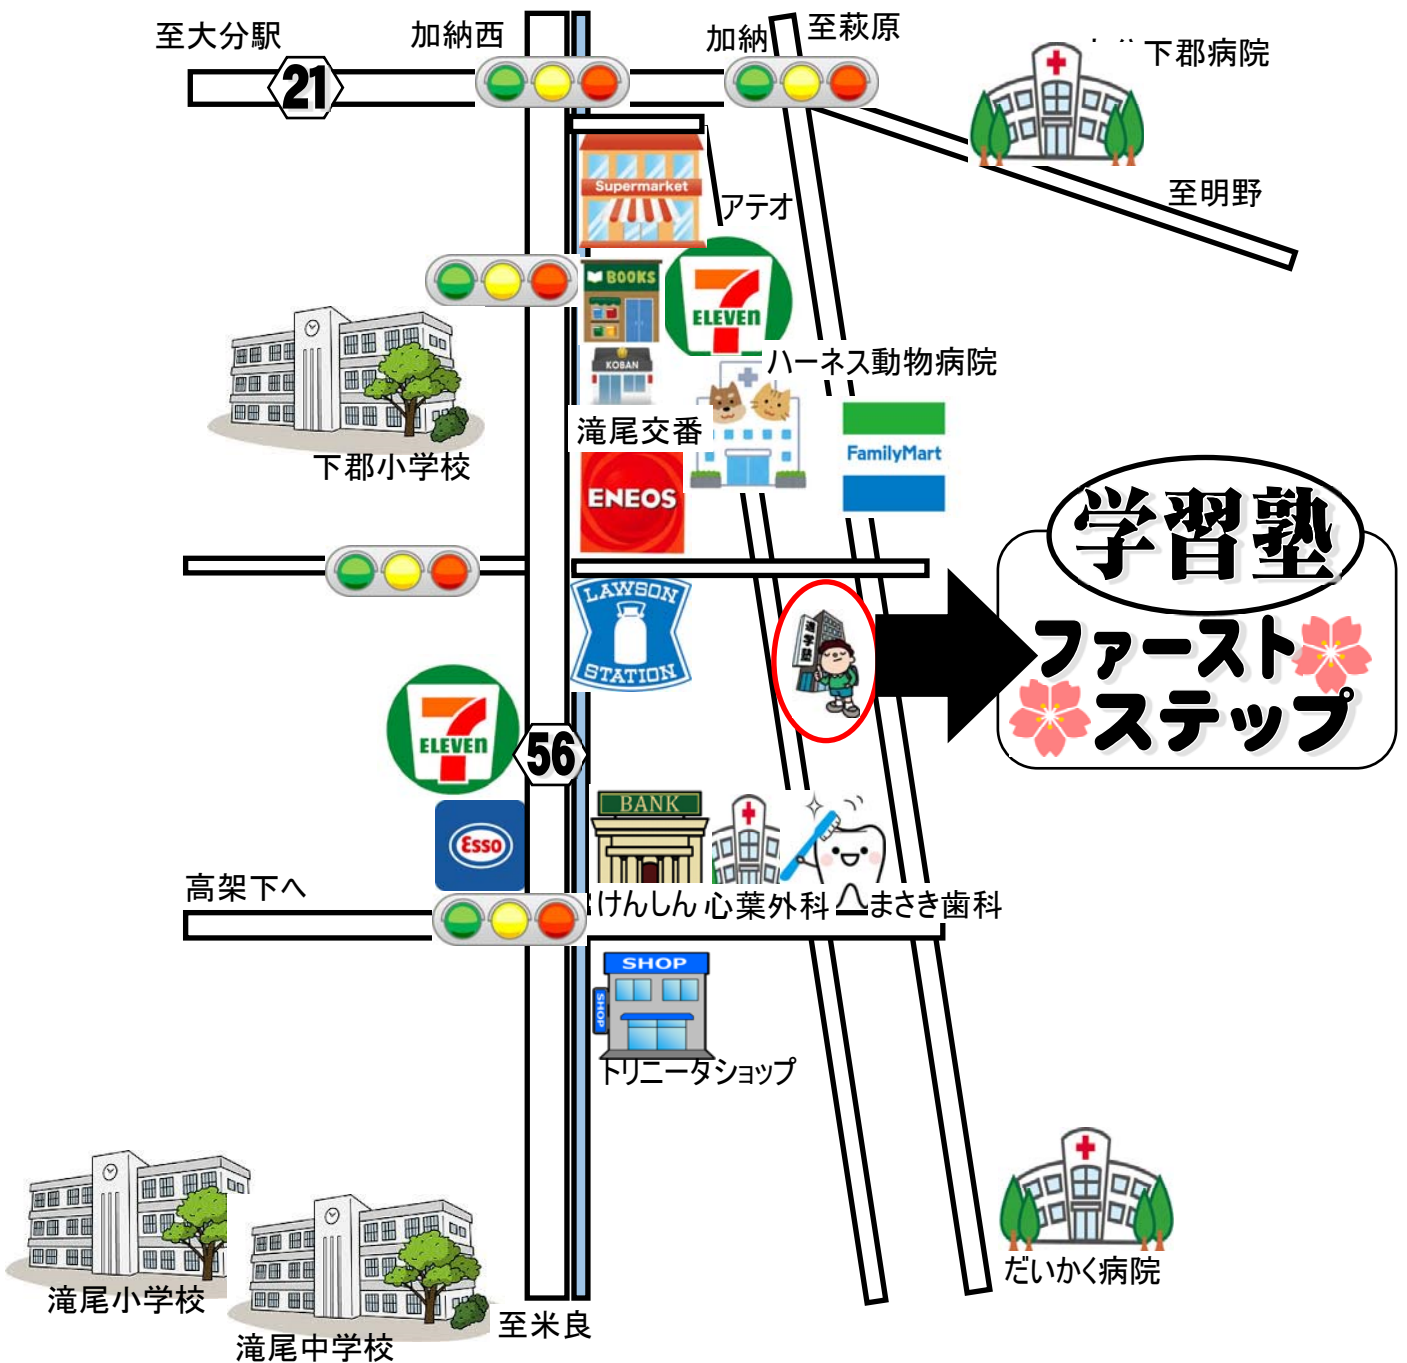 至大分駅
加納西
加納
至萩原
下郡病院
21
至明野
Supermarket
アテオ
BOOKS
7
ELEVEN
KOBAN
ハーネス動物病院
滝尾交番
FamilyMart
下郡小学校
ENEOS
学習塾
ファースト
ステップ
LAWSON
STATION
進学塾
7
ELEVEN
56
BANK
Esso
高架下へ
けんしん
心葉外科
まさき歯科
SHOP
SHOP
トリニータショップ
だいかく病院
滝尾小学校
滝尾中学校
至米良